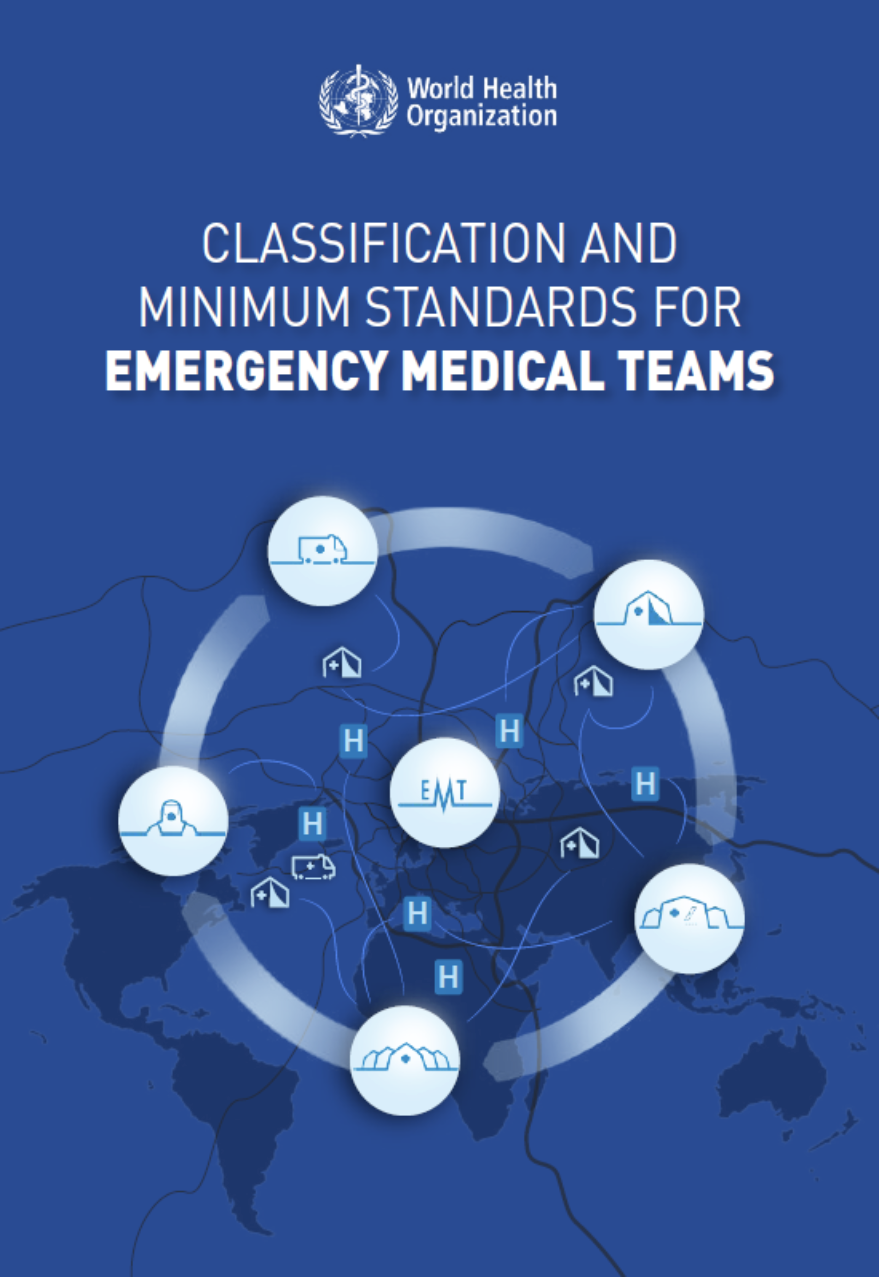 World Health
Organization
CLASSIFICATION AND
MINIMUM STANDARDS FOR
EMERGENCY MEDICAL TEAMS
H
H
EMT
H
H
H
H